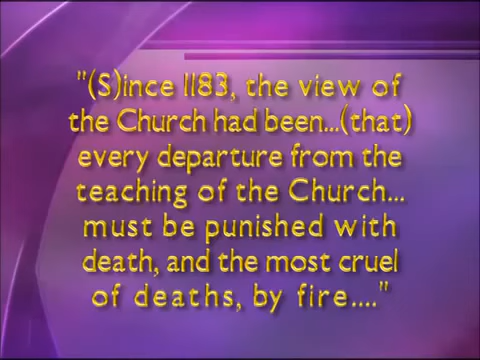 "(S)ince 1183, the view of
the Church had been...(that)
every departure from the
teaching of the Church...
must be punished with
death, and the most cruel
of deaths, by fire...."